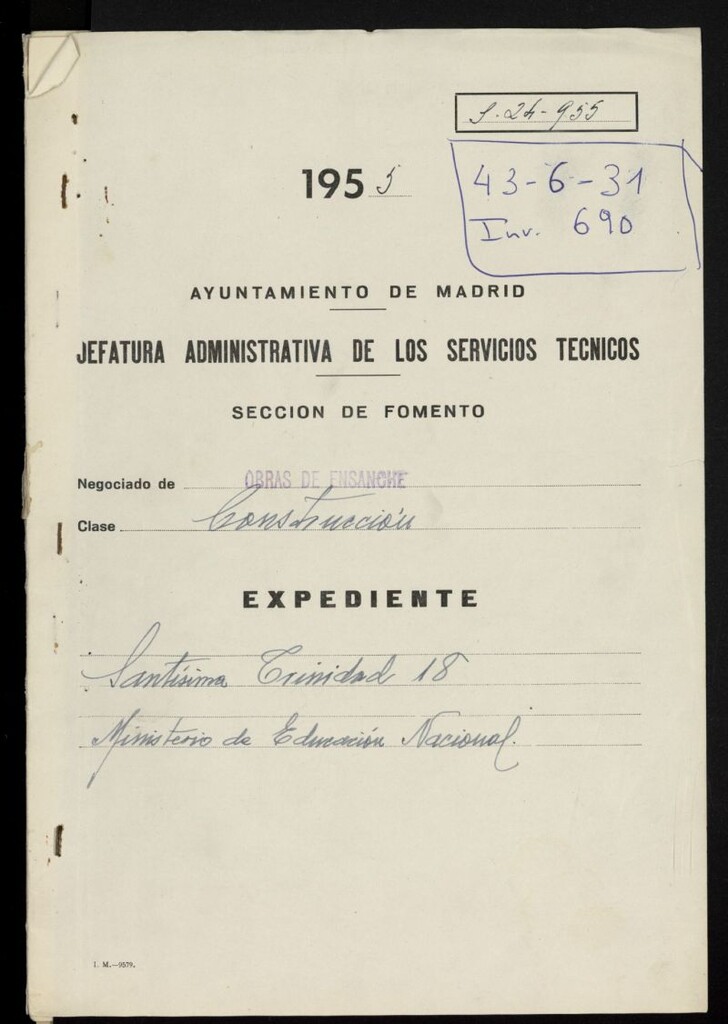 S-24-955
1955
43-6-31
Inv. 690
AYUNTAMIENTO DE MADRID
JEFATURA ADMINISTRATIVA DE LOS SERVICIOS TECNICOS
SECCION DE FOMENTO
Negociado de OBRAS DE ENSANCHE
Clase Construcción
EXPEDIENTE
Santísima Trinidad 18
Ministerio de Educación Nacional.
I. M.—9579.